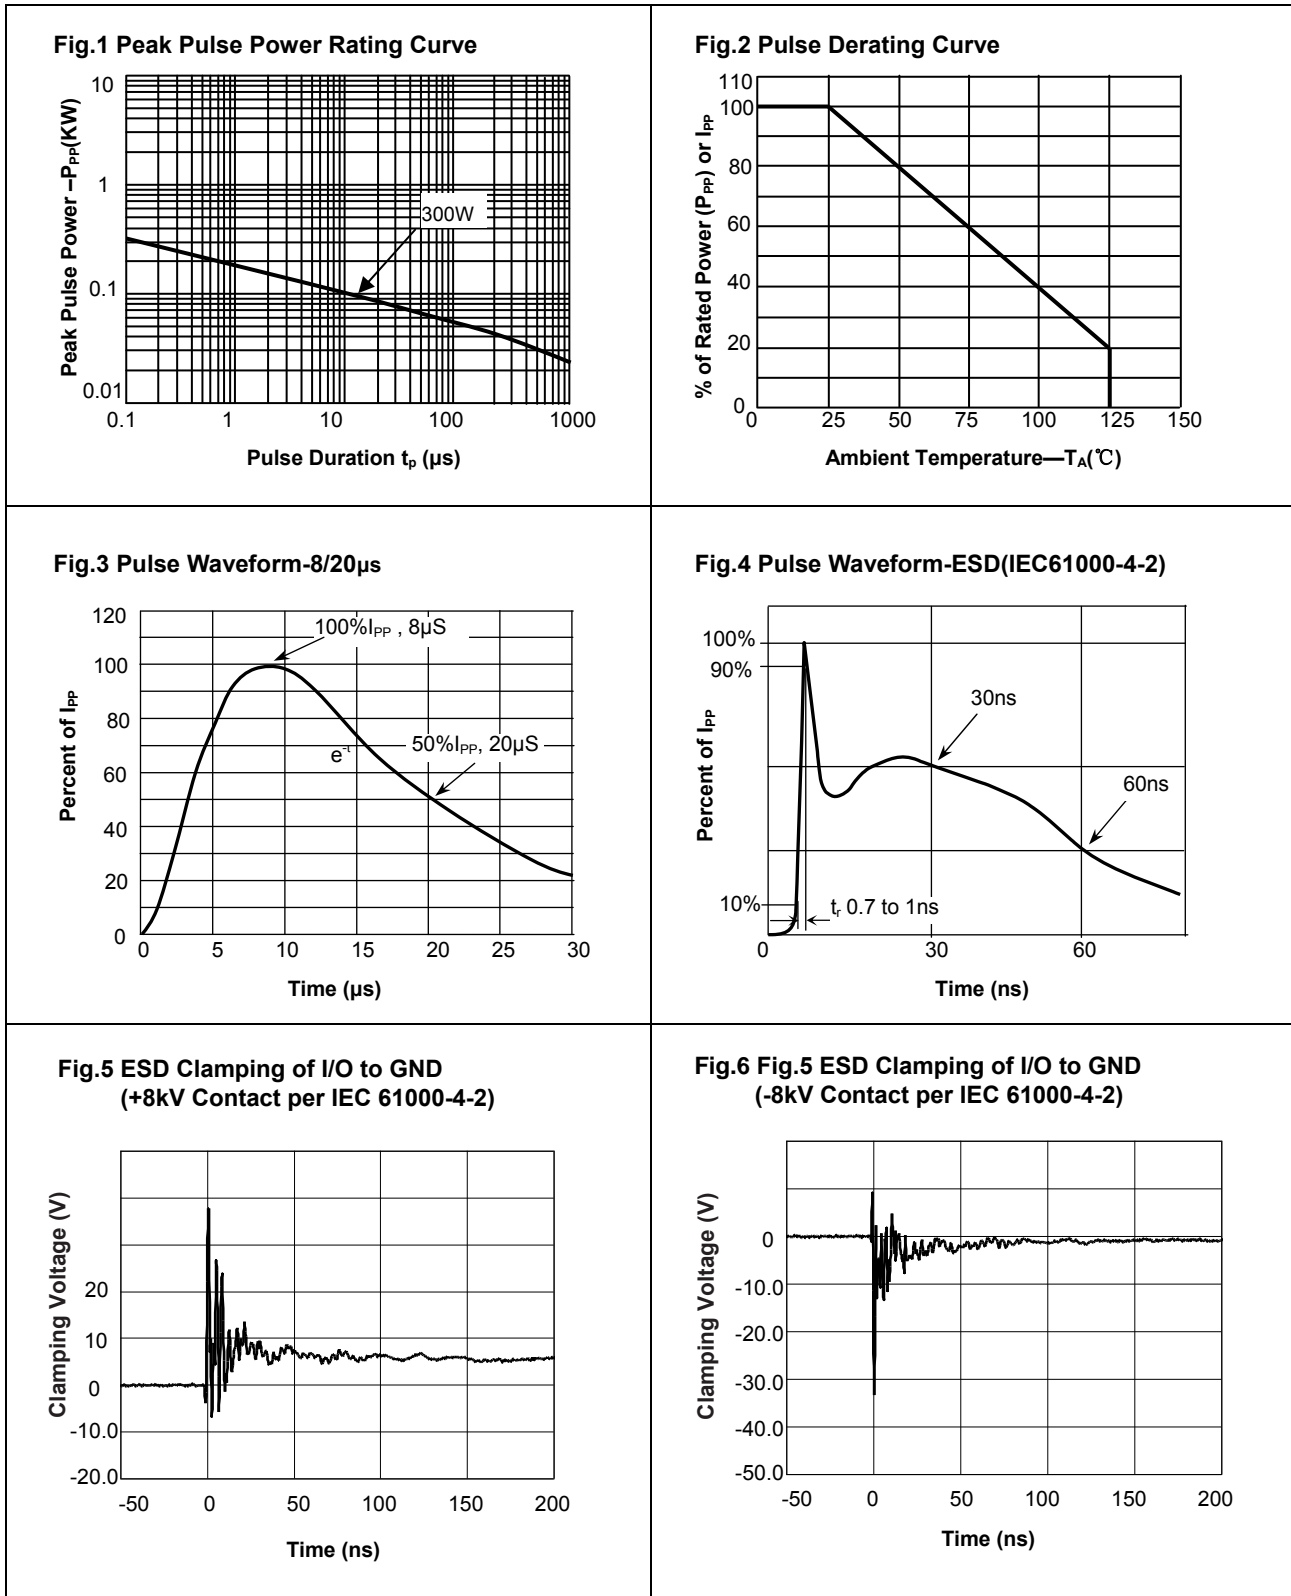 Fig.1 Peak Pulse Power Rating Curve
Peak Pulse Power –PPP(KW)
10
1
0.1
0.01
300W
0.1 1 10 100 1000
Pulse Duration tp (µs)
Fig.2 Pulse Derating Curve
% of Rated Power (PPP) or IPP
110
100
80
60
40
20
0
0 25 50 75 100 125 150
Ambient Temperature—TA(℃)
Fig.3 Pulse Waveform-8/20µs
Percent of IPP
120
100
80
60
40
20
0
100%IPP , 8µS
e-t
50%IPP, 20µS
0 5 10 15 20 25 30
Time (µs)
Fig.4 Pulse Waveform-ESD(IEC61000-4-2)
Percent of IPP
100%
90%
10%
30ns
60ns
tr 0.7 to 1ns
0 30 60
Time (ns)
Fig.5 ESD Clamping of I/O to GND
(+8kV Contact per IEC 61000-4-2)
Clamping Voltage (V)
20
10
0
-10.0
-20.0
-50 0 50 100 150 200
Time (ns)
Fig.6 Fig.5 ESD Clamping of I/O to GND
(-8kV Contact per IEC 61000-4-2)
Clamping Voltage (V)
0
-10.0
-20.0
-30.0
-40.0
-50.0
-50 0 50 100 150 200
Time (ns)